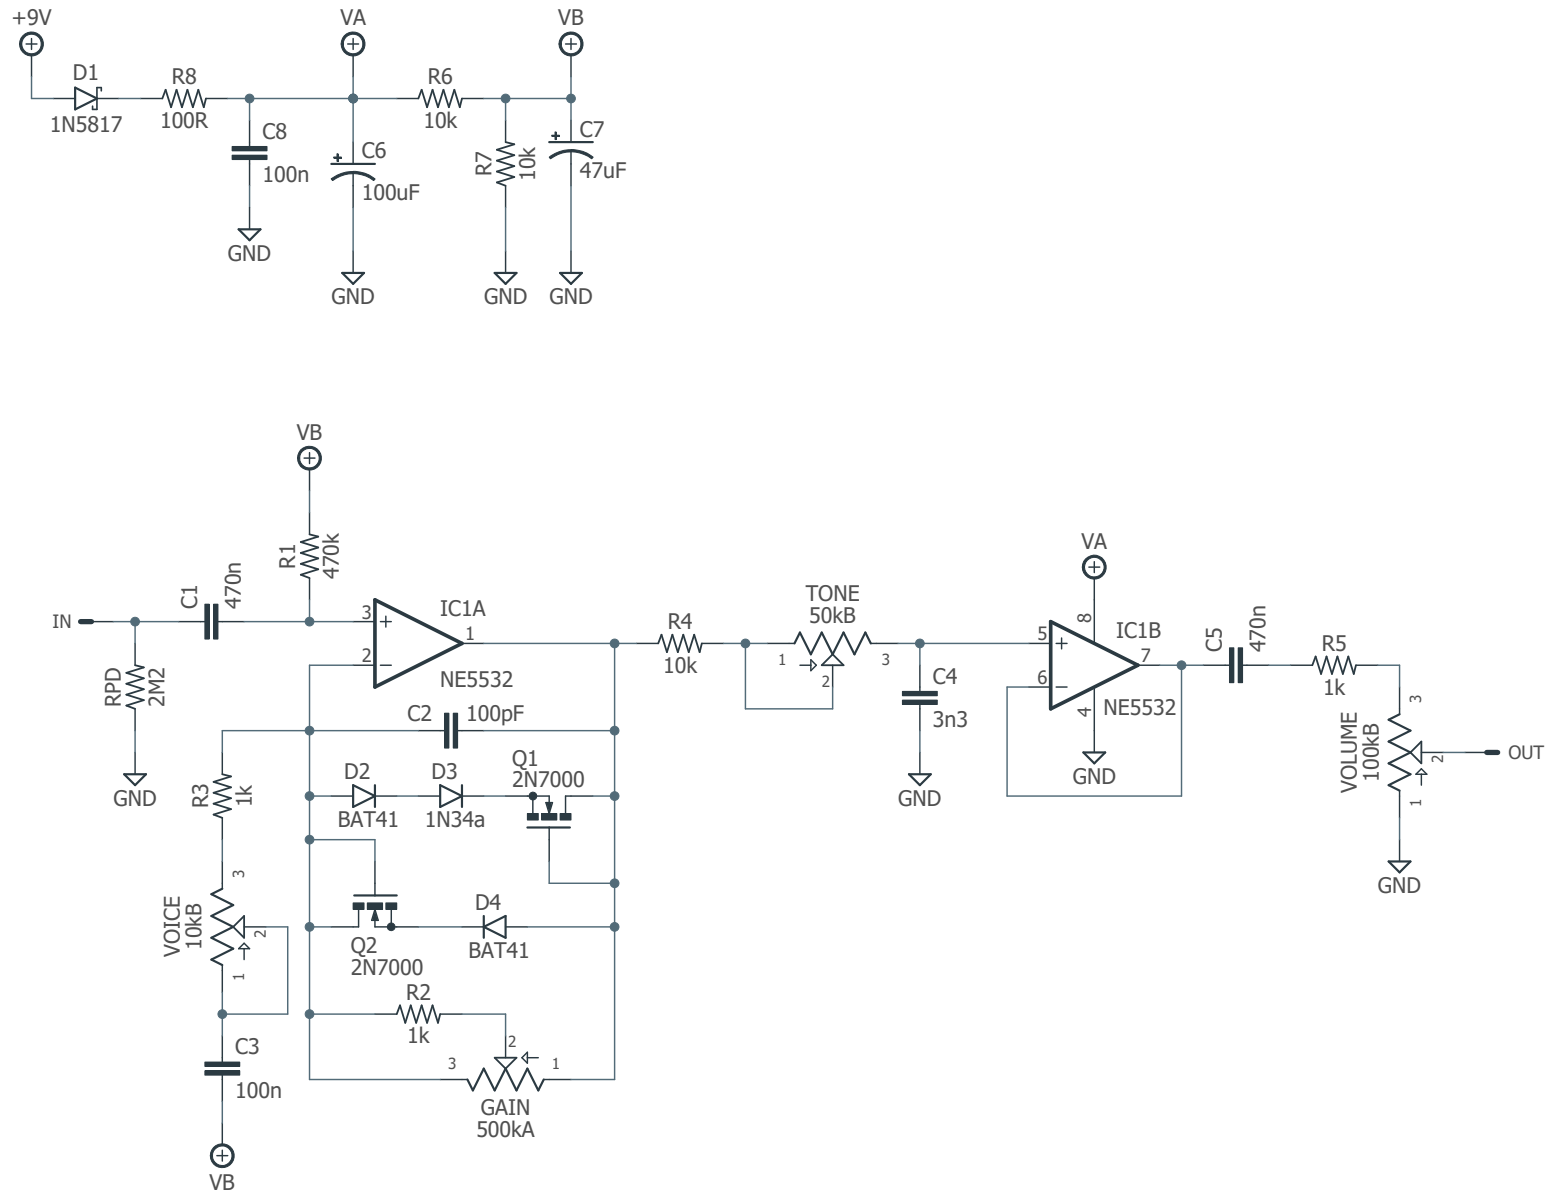 +9V
VA
VB
D1
1N5817
R8
100R
C8
100n
C6
100uF
R6
10k
R7
10k
C7
47uF
GND
GND
GND
GND
VB
R1
470k
IN
C1
470n
RPD
2M2
GND
3
+
2
−
1
IC1A
NE5532
C2
100pF
D2
BAT41
D3
1N34a
Q1
2N7000
Q2
2N7000
D4
BAT41
R2
1k
3
2
1
GAIN
500kA
R3
1k
VOICE
10kB
3
2
1
C3
100n
VB
R4
10k
TONE
50kB
1
2
3
C4
3n3
GND
VA
8
5
+
6
−
7
4
IC1B
NE5532
GND
C5
470n
R5
1k
VOLUME
100kB
3
2
1
OUT
GND